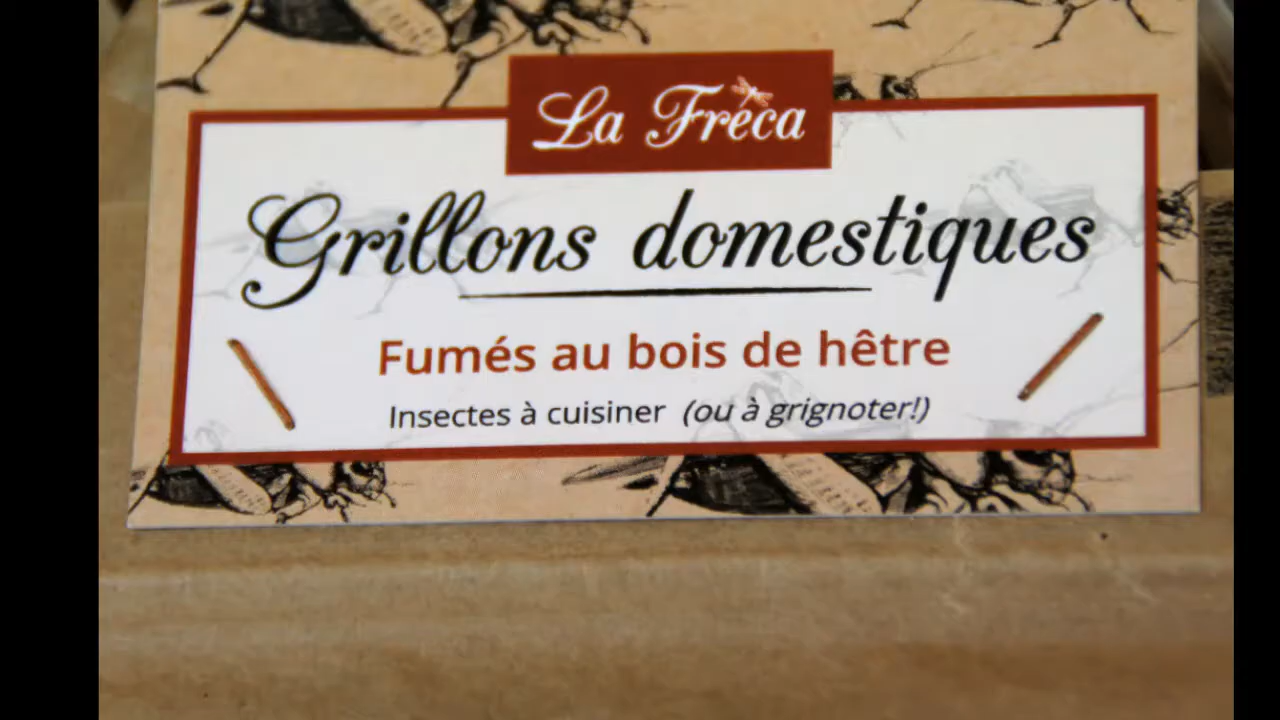 La Fréca
Grillons domestiques
Fumés au bois de hêtre
Insectes à cuisiner (ou à grignoter!)